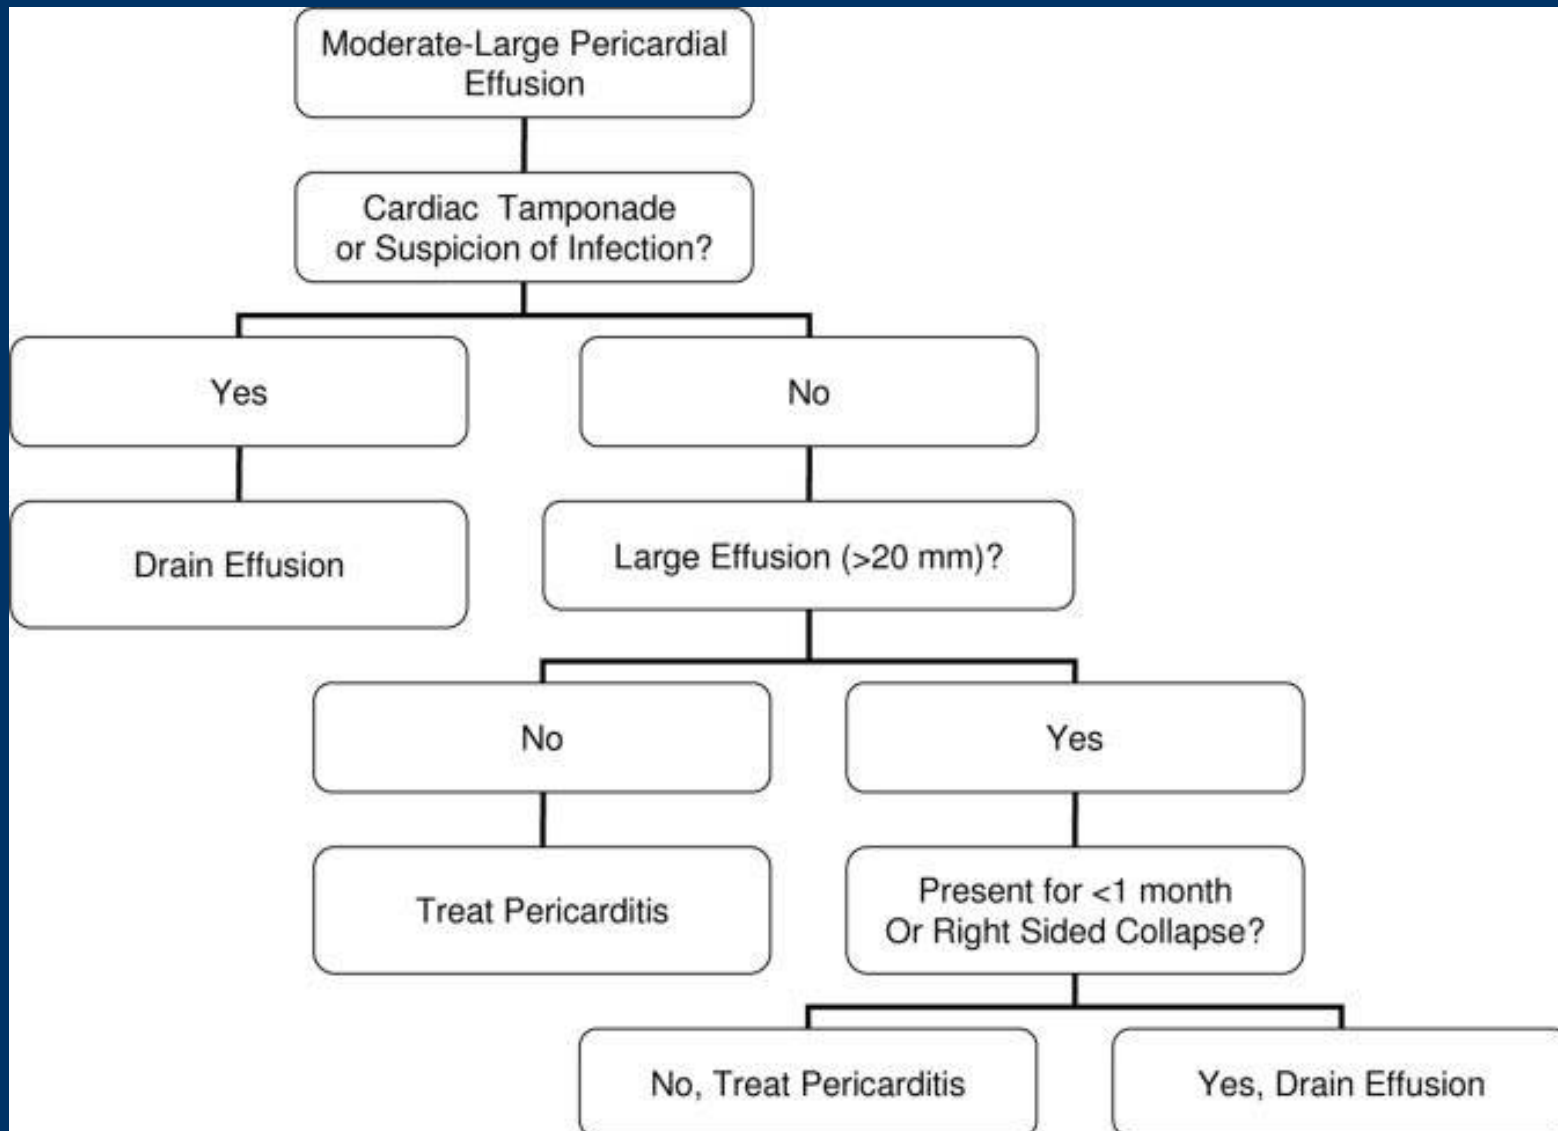 Moderate-Large Pericardial
Effusion
Cardiac Tamponade
or Suspicion of Infection?
Yes
No
Drain Effusion
Large Effusion (>20 mm)?
No
Yes
Treat Pericarditis
Present for <1 month
Or Right Sided Collapse?
No, Treat Pericarditis
Yes, Drain Effusion